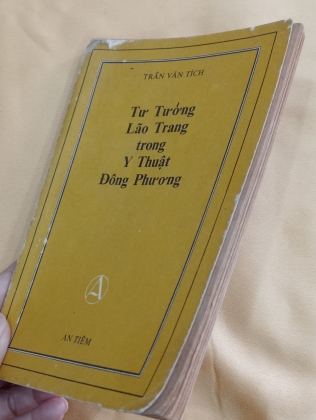 TRẦN VĂN TÍCH
Tư Tưởng
Lão Trang
trong
Y Thuật
Đông Phương
A
AN TIÊM